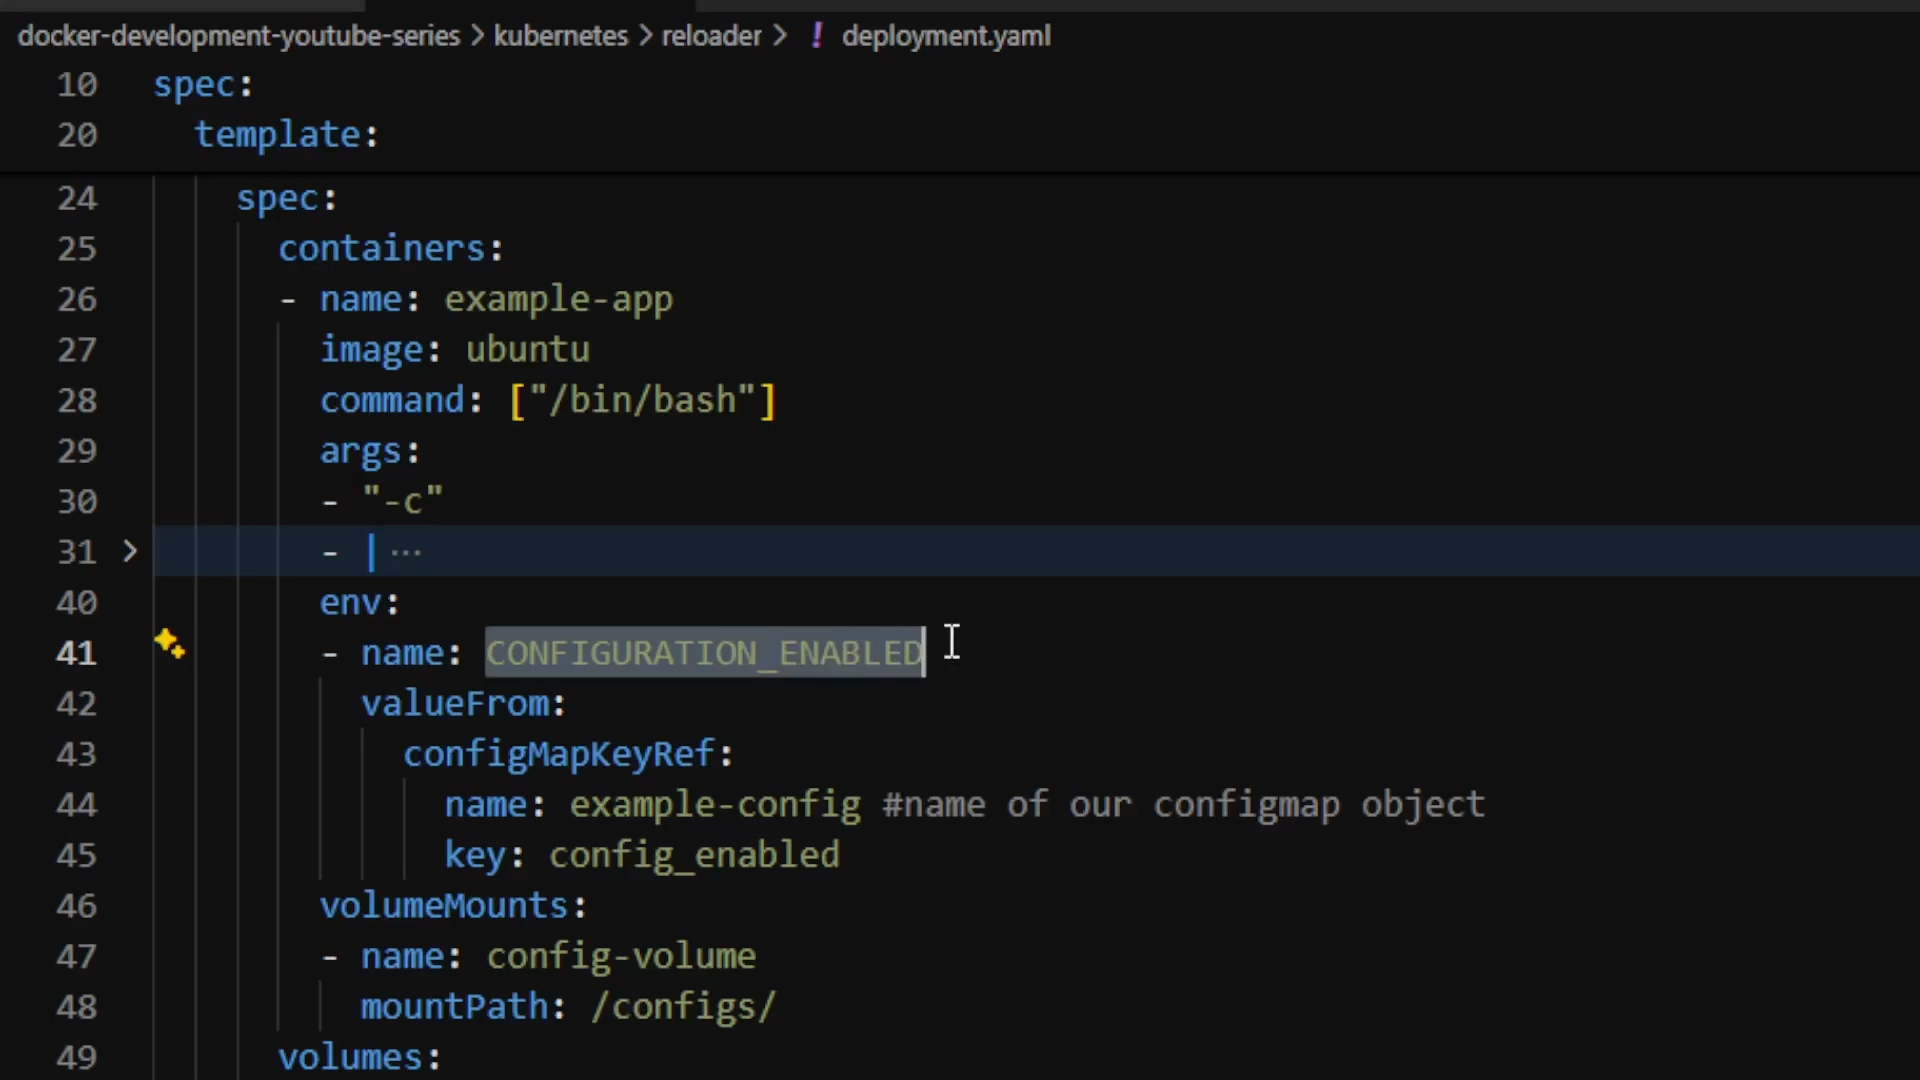 docker-development-youtube-series > kubernetes > reloader > ! deployment.yaml
10 spec:
20 template:
24 spec:
25 containers:
26 - name: example-app
27 image: ubuntu
28 command: ["/bin/bash"]
29 args:
30 - "-c"
31 > - | ···
40 env:
41 - name: CONFIGURATION_ENABLED
42 valueFrom:
43 configMapKeyRef:
44 name: example-config #name of our configmap object
45 key: config_enabled
46 volumeMounts:
47 - name: config-volume
48 mountPath: /configs/
49 volumes: